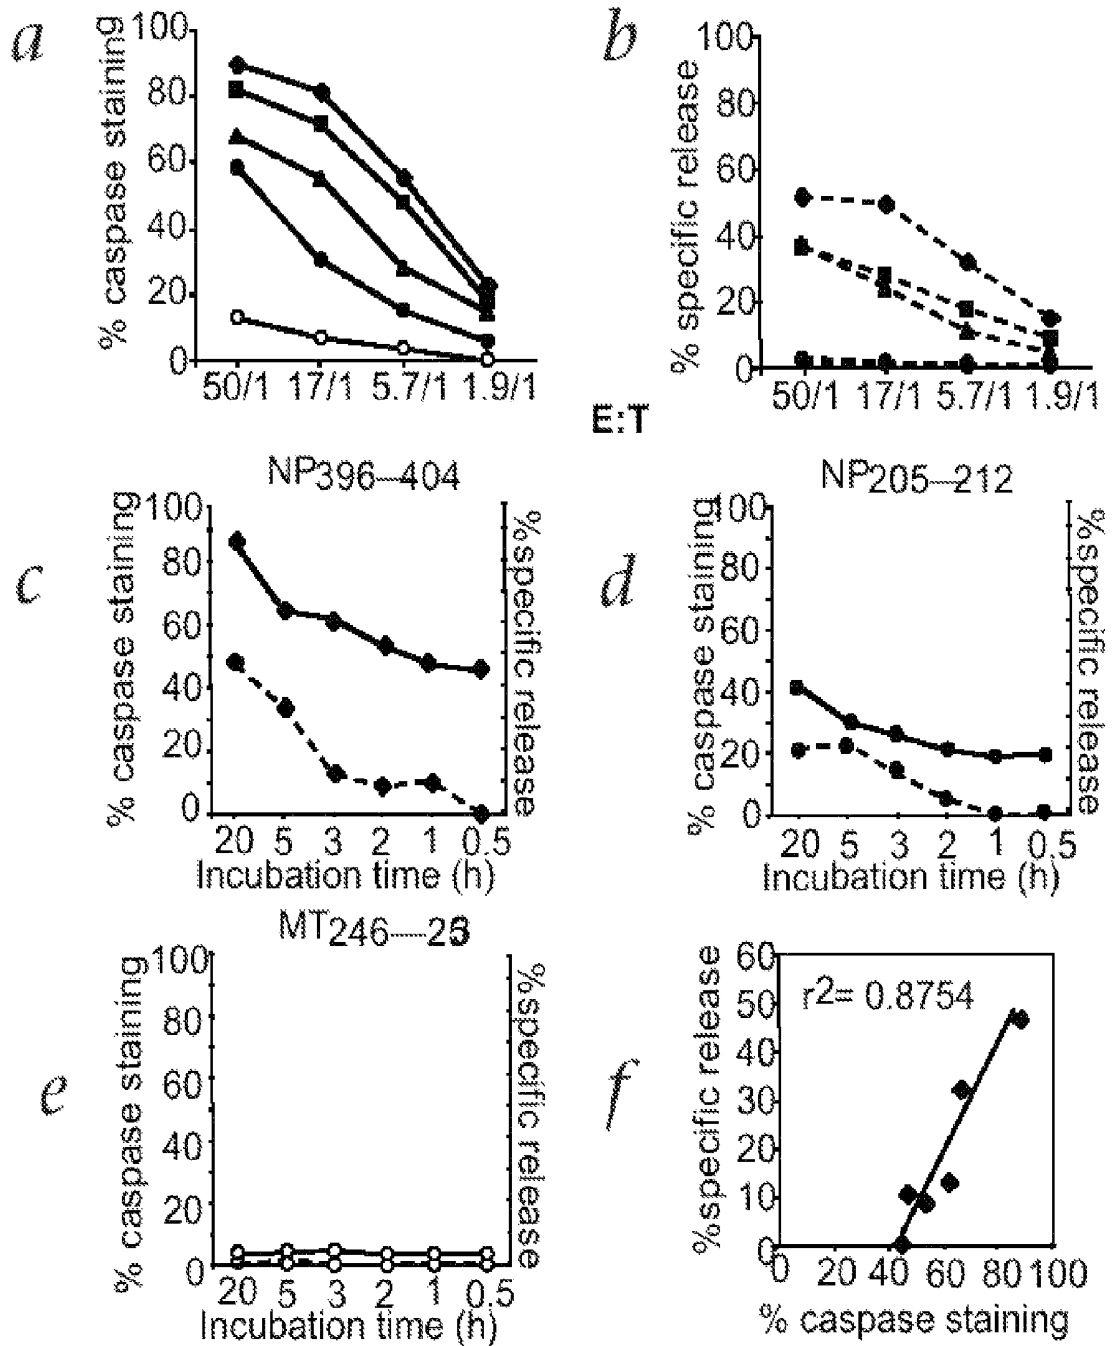 a
% caspase staining
100
80
60
40
20
0
50/1 17/1 5.7/1 1.9/1
b
% specific release
100
80
60
40
20
0
50/1 17/1 5.7/1 1.9/1
E:T
c
NP396–404
% caspase staining
100
80
60
40
20
0
%specific release
20 5 3 2 1 0.5
Incubation time (h)
d
NP205–212
% caspase staining
100
80
60
40
20
0
%specific release
20 5 3 2 1 0.5
Incubation time (h)
e
% caspase staining
100
80
60
40
20
%specific release
20 5 3 2 1 0.5
Incubation time (h)
f
%specific release
60
50
40
30
20
10
0
r2= 0.8754
0 20 40 60 80 100
% caspase staining